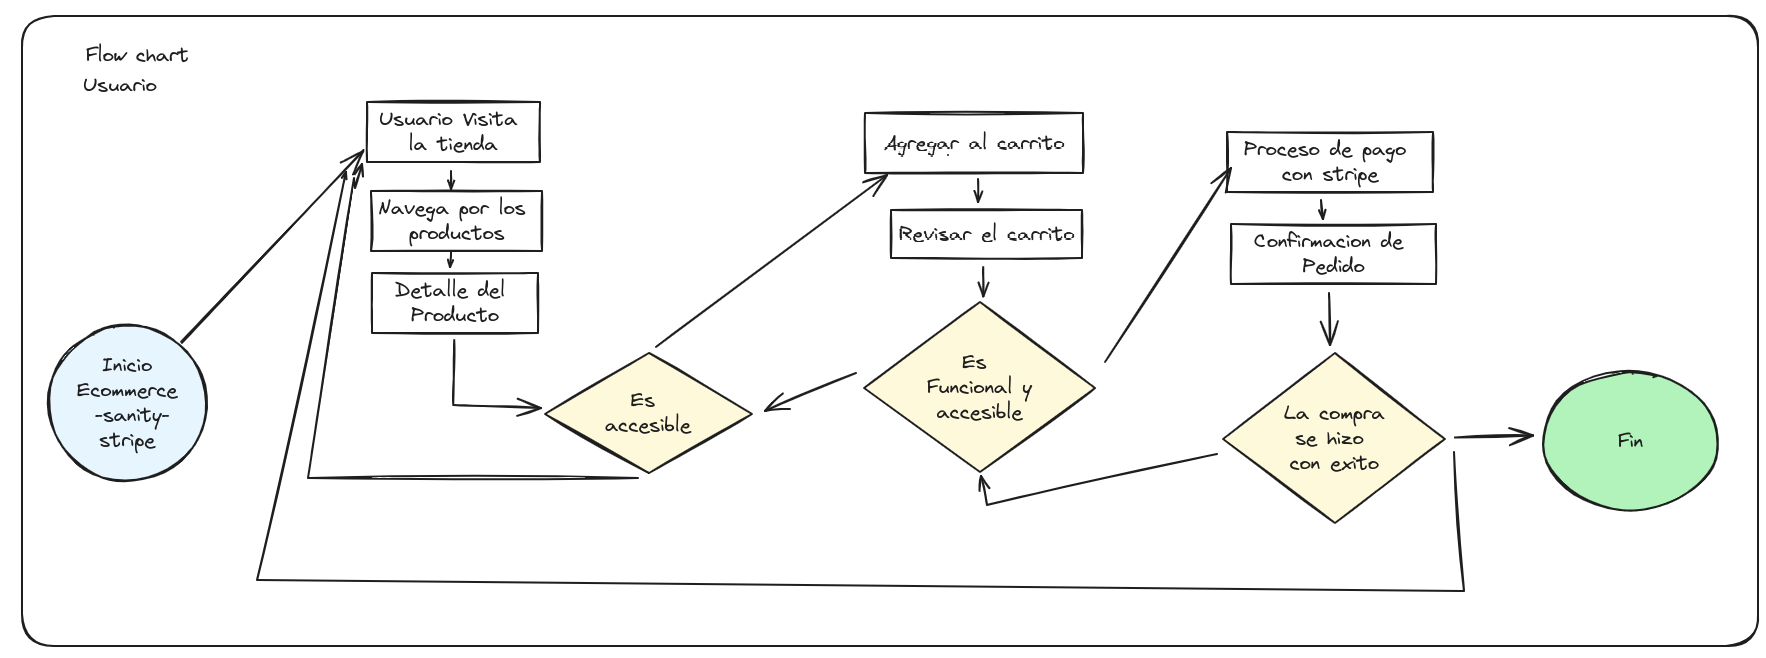 Flow chart
Usuario
Inicio
Ecommerce
-sanity-
stripe
Usuario Visita
la tienda
Navega por los
productos
Detalle del
Producto
Es
accesible
Agregar al carrito
Revisar el carrito
Es
Funcional y
accesible
Proceso de pago
con stripe
Confirmacion de
Pedido
La compra
se hizo
con exito
Fin